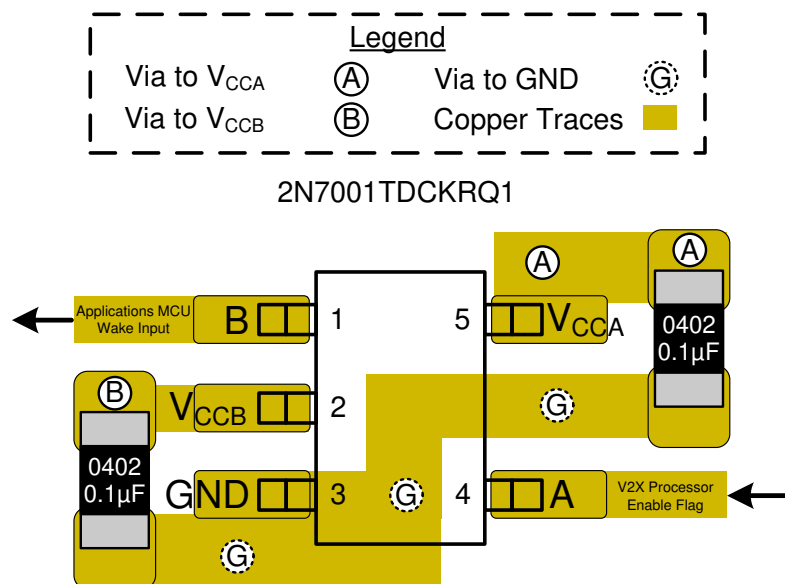 Legend
Via to VCCA A Via to GND G
Via to VCCB B Copper Traces
2N7001TDCKRQ1
A A
Applications MCU
Wake Input
B 1 5 VCCA
0402
0.1µF
B VCCB 2 G
0402
0.1µF
GND 3 G 4 A
V2X Processor
Enable Flag
G